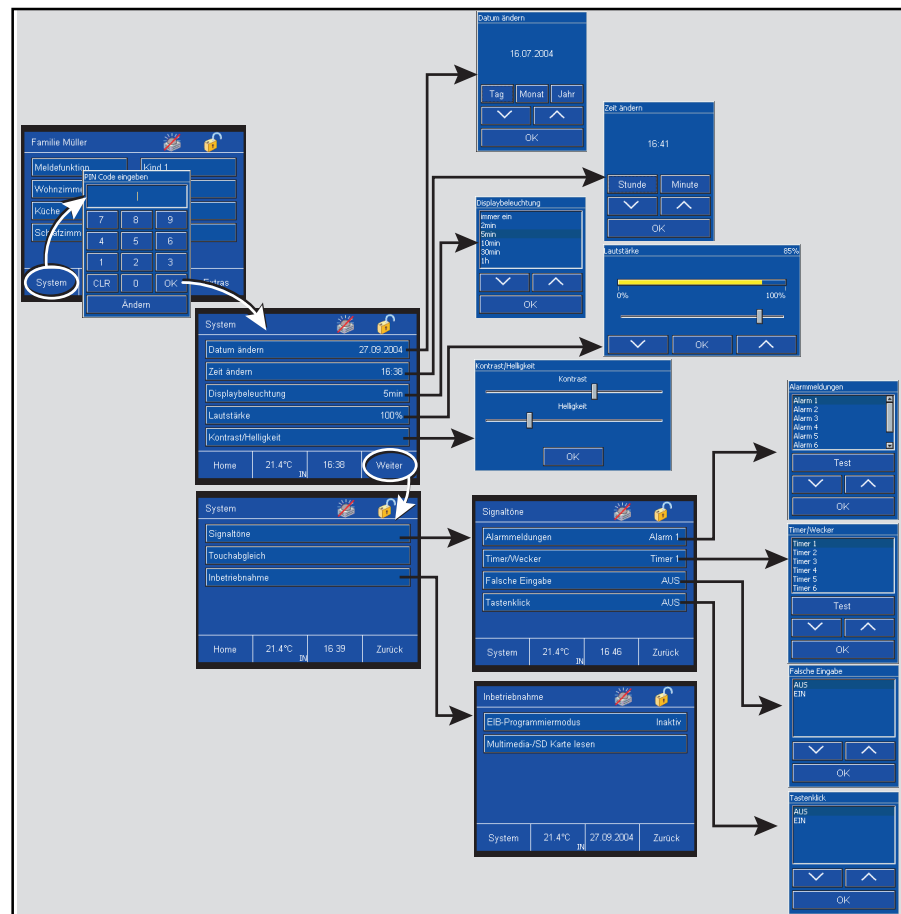 Datum ändern
16.07.2004
Tag Monat Jahr
OK
Zeit ändern
16:41
Stunde Minute
OK
Familie Müller
Meldefunktion Kind 1
Wohnzimme
Küche
Schlafzimm
System Extras
PIN Code eingeben
7 8 9
4 5 6
1 2 3
CLR 0 OK
Ändern
Displaybeleuchtung
immer ein
2min
5min
10min
30min
1h
OK
Lautstärke 85%
0% 100%
OK
System
Datum ändern 27.09.2004
Zeit ändern 16:38
Displaybeleuchtung 5min
Lautstärke 100%
Kontrast/Helligkeit
Home 21.4°C IN 16:38 Weiter
Kontrast/Helligkeit
Kontrast
Helligkeit
OK
Alarmmeldungen
Alarm 1
Alarm 2
Alarm 3
Alarm 4
Alarm 5
Alarm 6
Test
OK
System
Signaltöne
Touchabgleich
Inbetriebnahme
Home 21.4°C IN 16 39 Zurück
Signaltöne
Alarmmeldungen Alarm 1
Timer/Wecker Timer 1
Falsche Eingabe AUS
Tastenklick AUS
System 21.4°C IN 16 46 Zurück
Timer/Wecker
Timer 1
Timer 2
Timer 3
Timer 4
Timer 5
Timer 6
Test
OK
Falsche Eingabe
AUS
EIN
OK
Inbetriebnahme
EIB-Programmiermodus Inaktiv
Multimedia-/SD Karte lesen
System 21.4°C IN 27.09.2004 Zurück
Tastenklick
AUS
EIN
OK